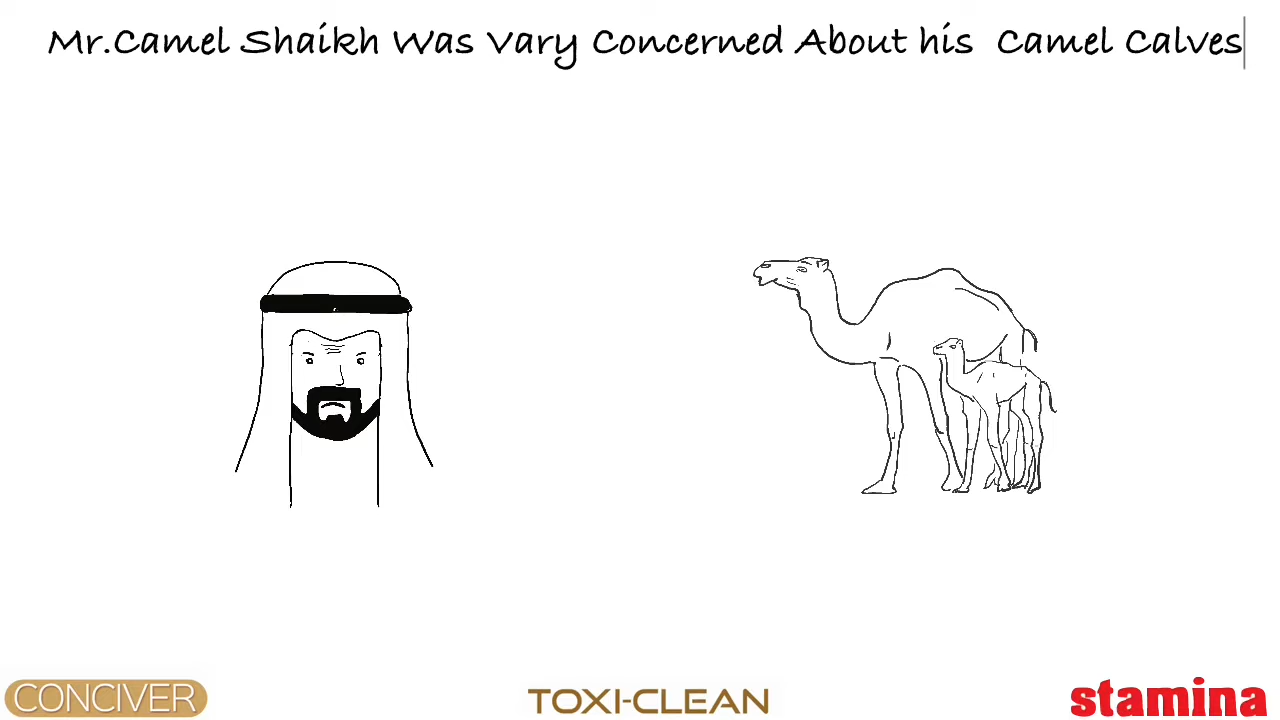 Mr.Camel Shaikh Was Vary Concerned About his Camel Calves
CONCIVER
TOXI-CLEAN
stamina